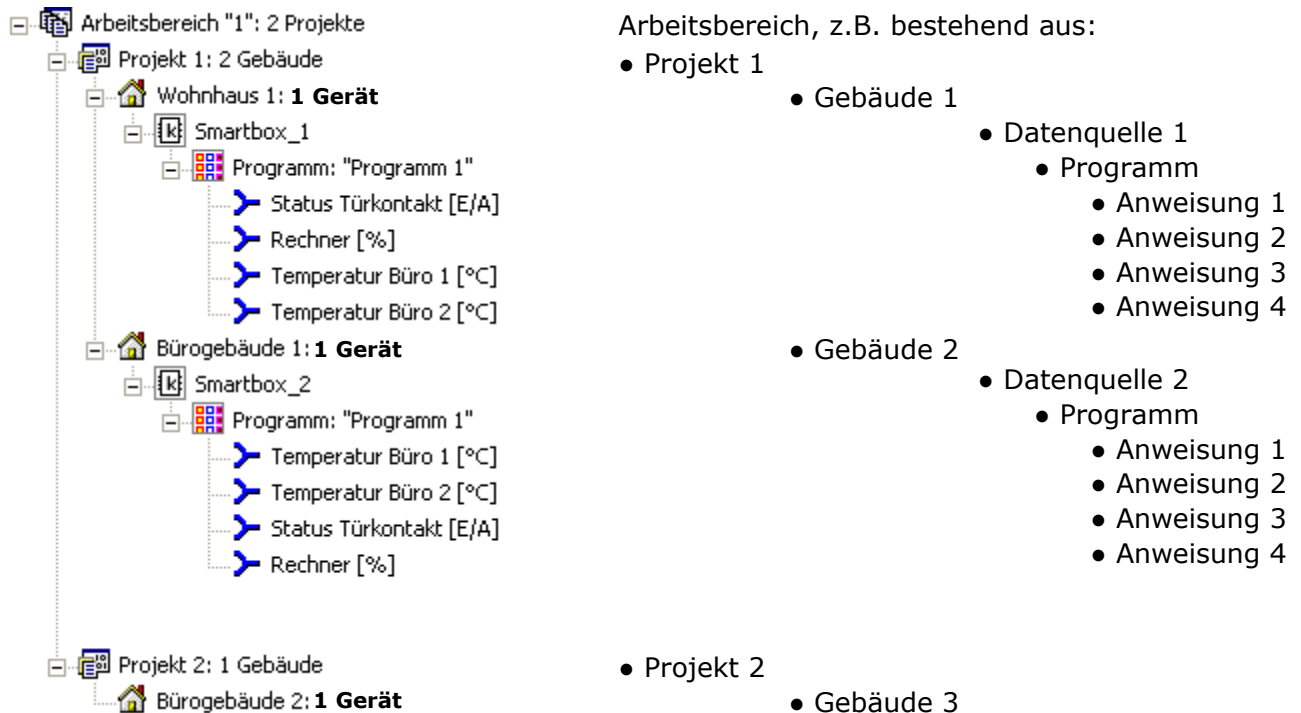 Arbeitsbereich "1": 2 Projekte
Arbeitsbereich, z.B. bestehend aus:
Projekt 1: 2 Gebäude
● Projekt 1
Wohnhaus 1: 1 Gerät
● Gebäude 1
Smartbox_1
● Datenquelle 1
Programm: "Programm 1"
● Programm
Status Türkontakt [E/A]
● Anweisung 1
Rechner [%]
● Anweisung 2
Temperatur Büro 1 [°C]
● Anweisung 3
Temperatur Büro 2 [°C]
● Anweisung 4
Bürogebäude 1: 1 Gerät
● Gebäude 2
Smartbox_2
● Datenquelle 2
Programm: "Programm 1"
● Programm
Temperatur Büro 1 [°C]
● Anweisung 1
Temperatur Büro 2 [°C]
● Anweisung 2
Status Türkontakt [E/A]
● Anweisung 3
Rechner [%]
● Anweisung 4
Projekt 2: 1 Gebäude
● Projekt 2
Bürogebäude 2: 1 Gerät
● Gebäude 3